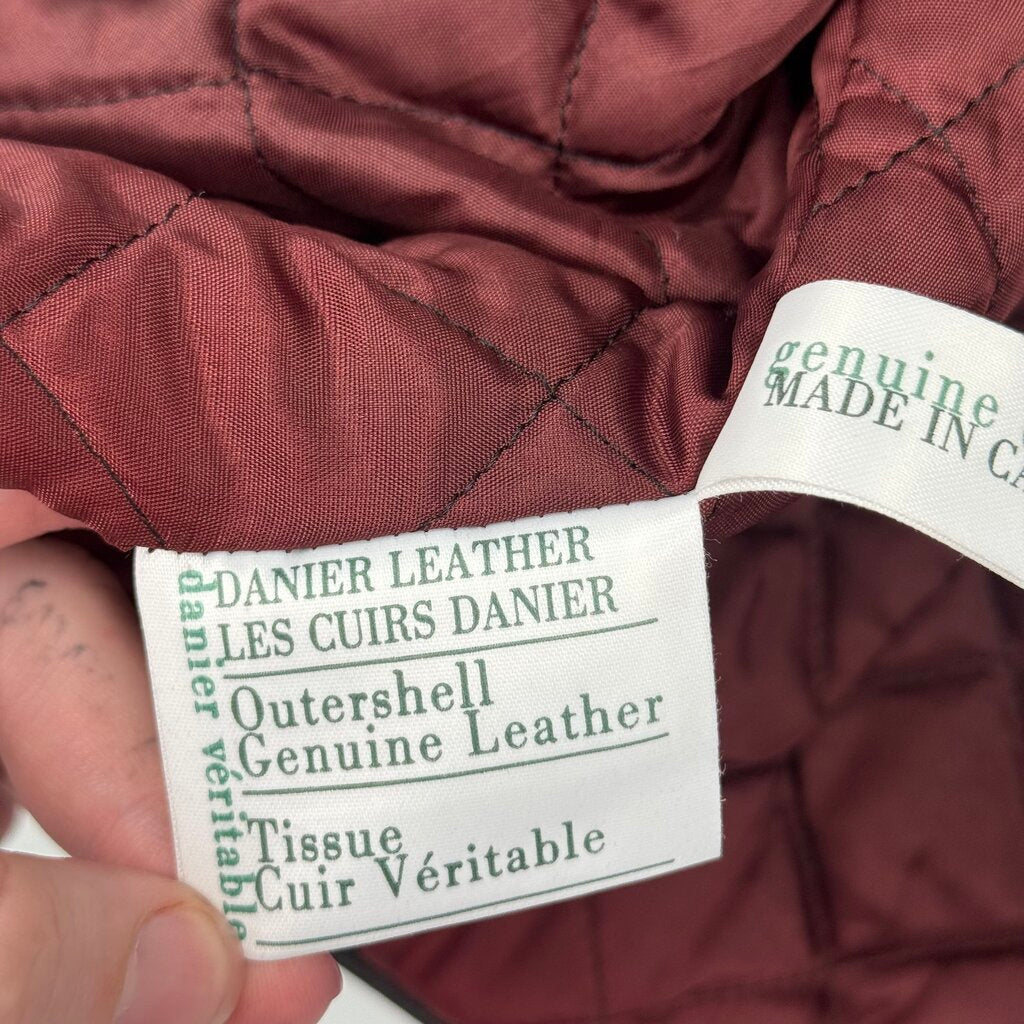 genuine
MADE IN CA
DANIER LEATHER
LES CUIRS DANIER
Outershell
Genuine Leather
Tissue
Cuir Véritable
danier véritable